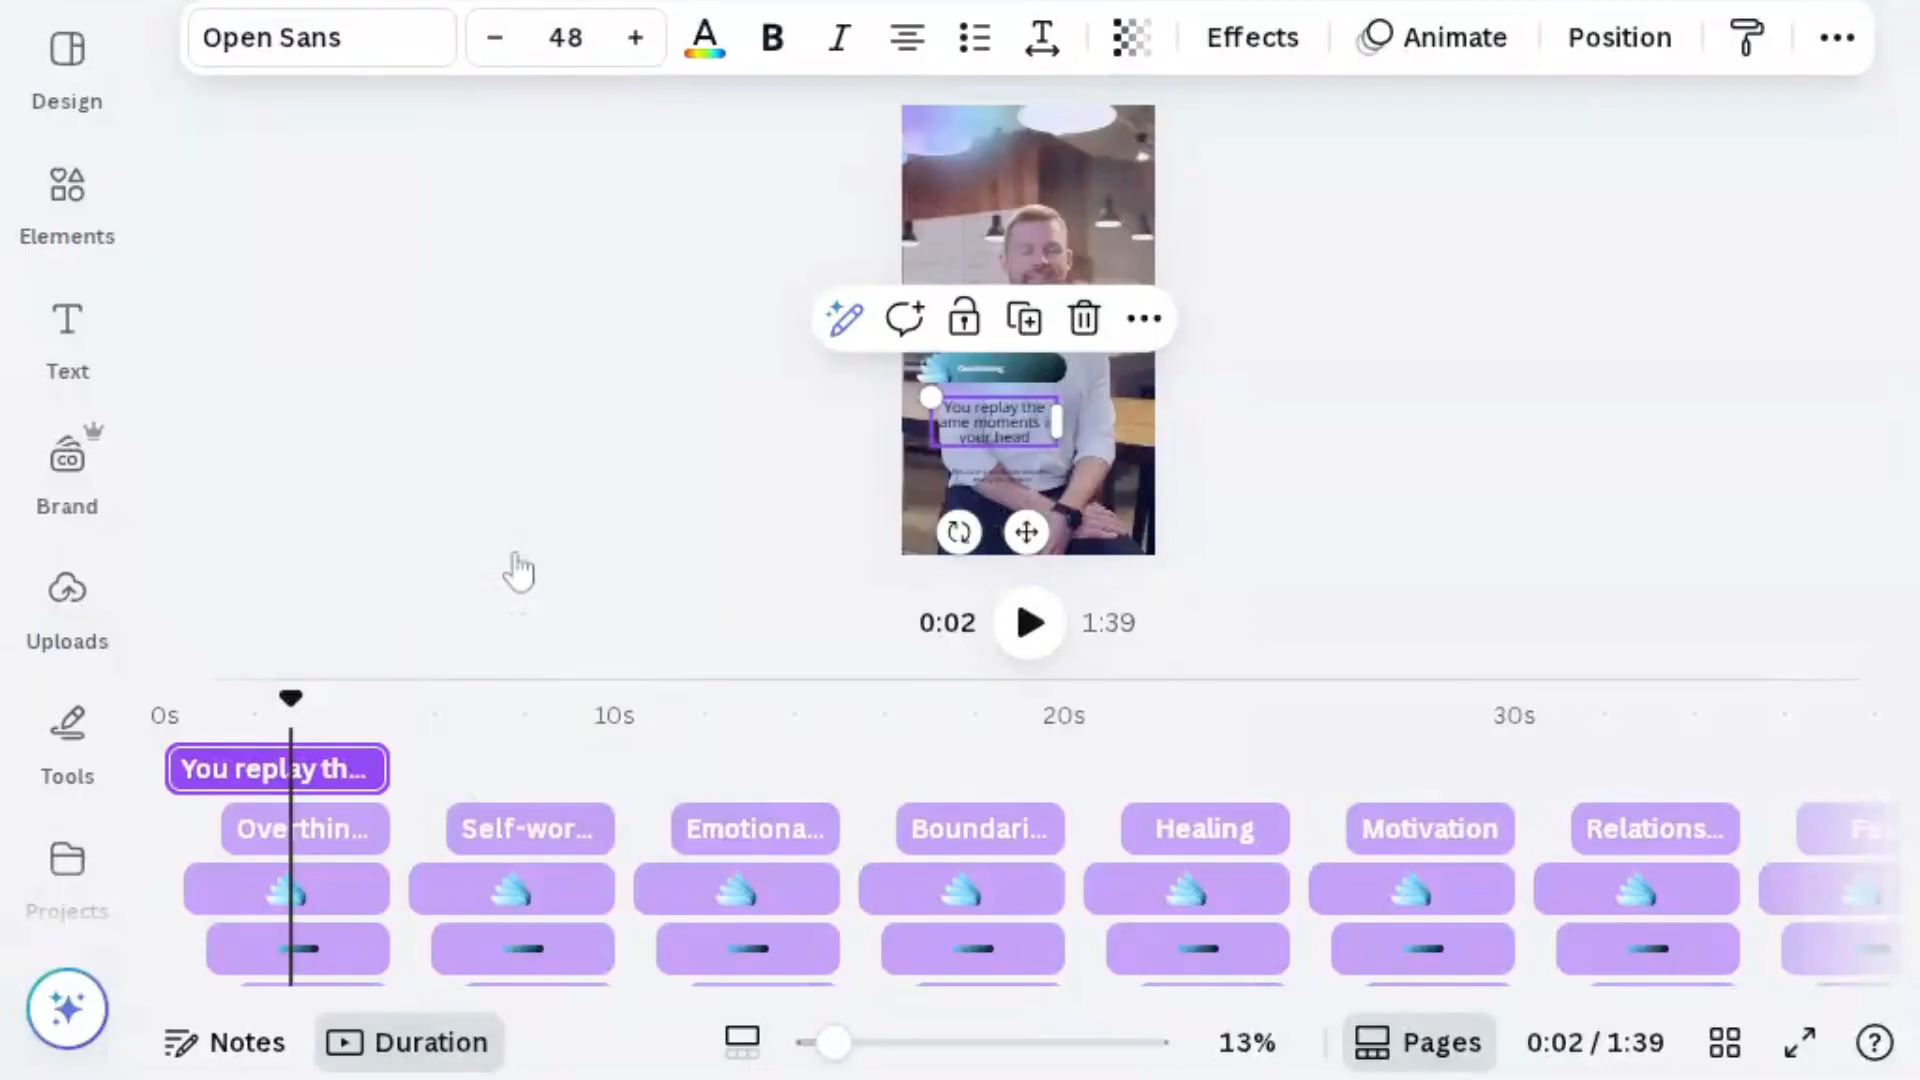 Open Sans
48
Effects
Animate
Position
Design
Elements
Text
Brand
Uploads
Tools
Projects
You replay the
ame moments
your head
0:02
1:39
0s
10s
20s
30s
You replay th...
Overthin...
Self-wor...
Emotiona...
Boundari...
Healing
Motivation
Relations...
Notes
Duration
13%
Pages
0:02 / 1:39